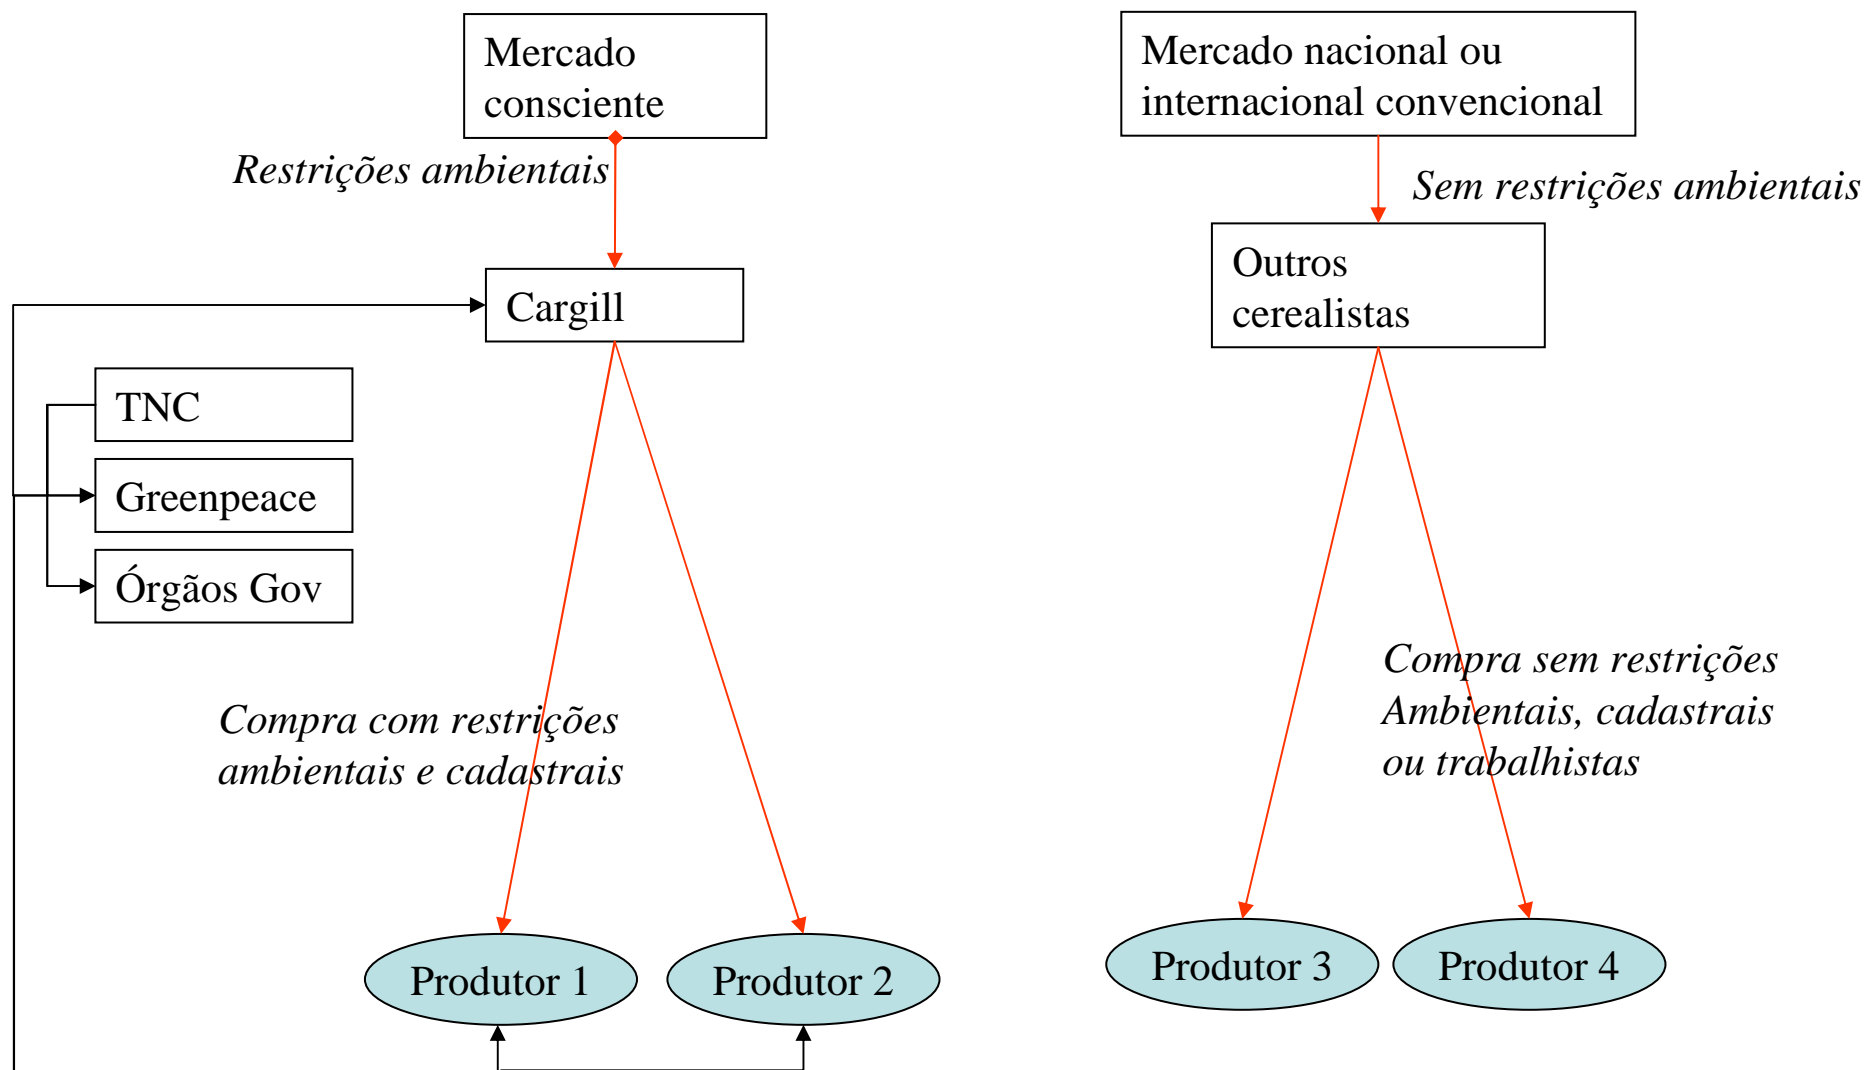 Mercado
consciente
Mercado nacional ou
internacional convencional
Restrições ambientais
Sem restrições ambientais
Cargill
Outros
cerealistas
TNC
Greenpeace
Órgãos Gov
Compra com restrições
ambientais e cadastrais
Compra sem restrições
Ambientais, cadastrais
ou trabalhistas
Produtor 1
Produtor 2
Produtor 3
Produtor 4